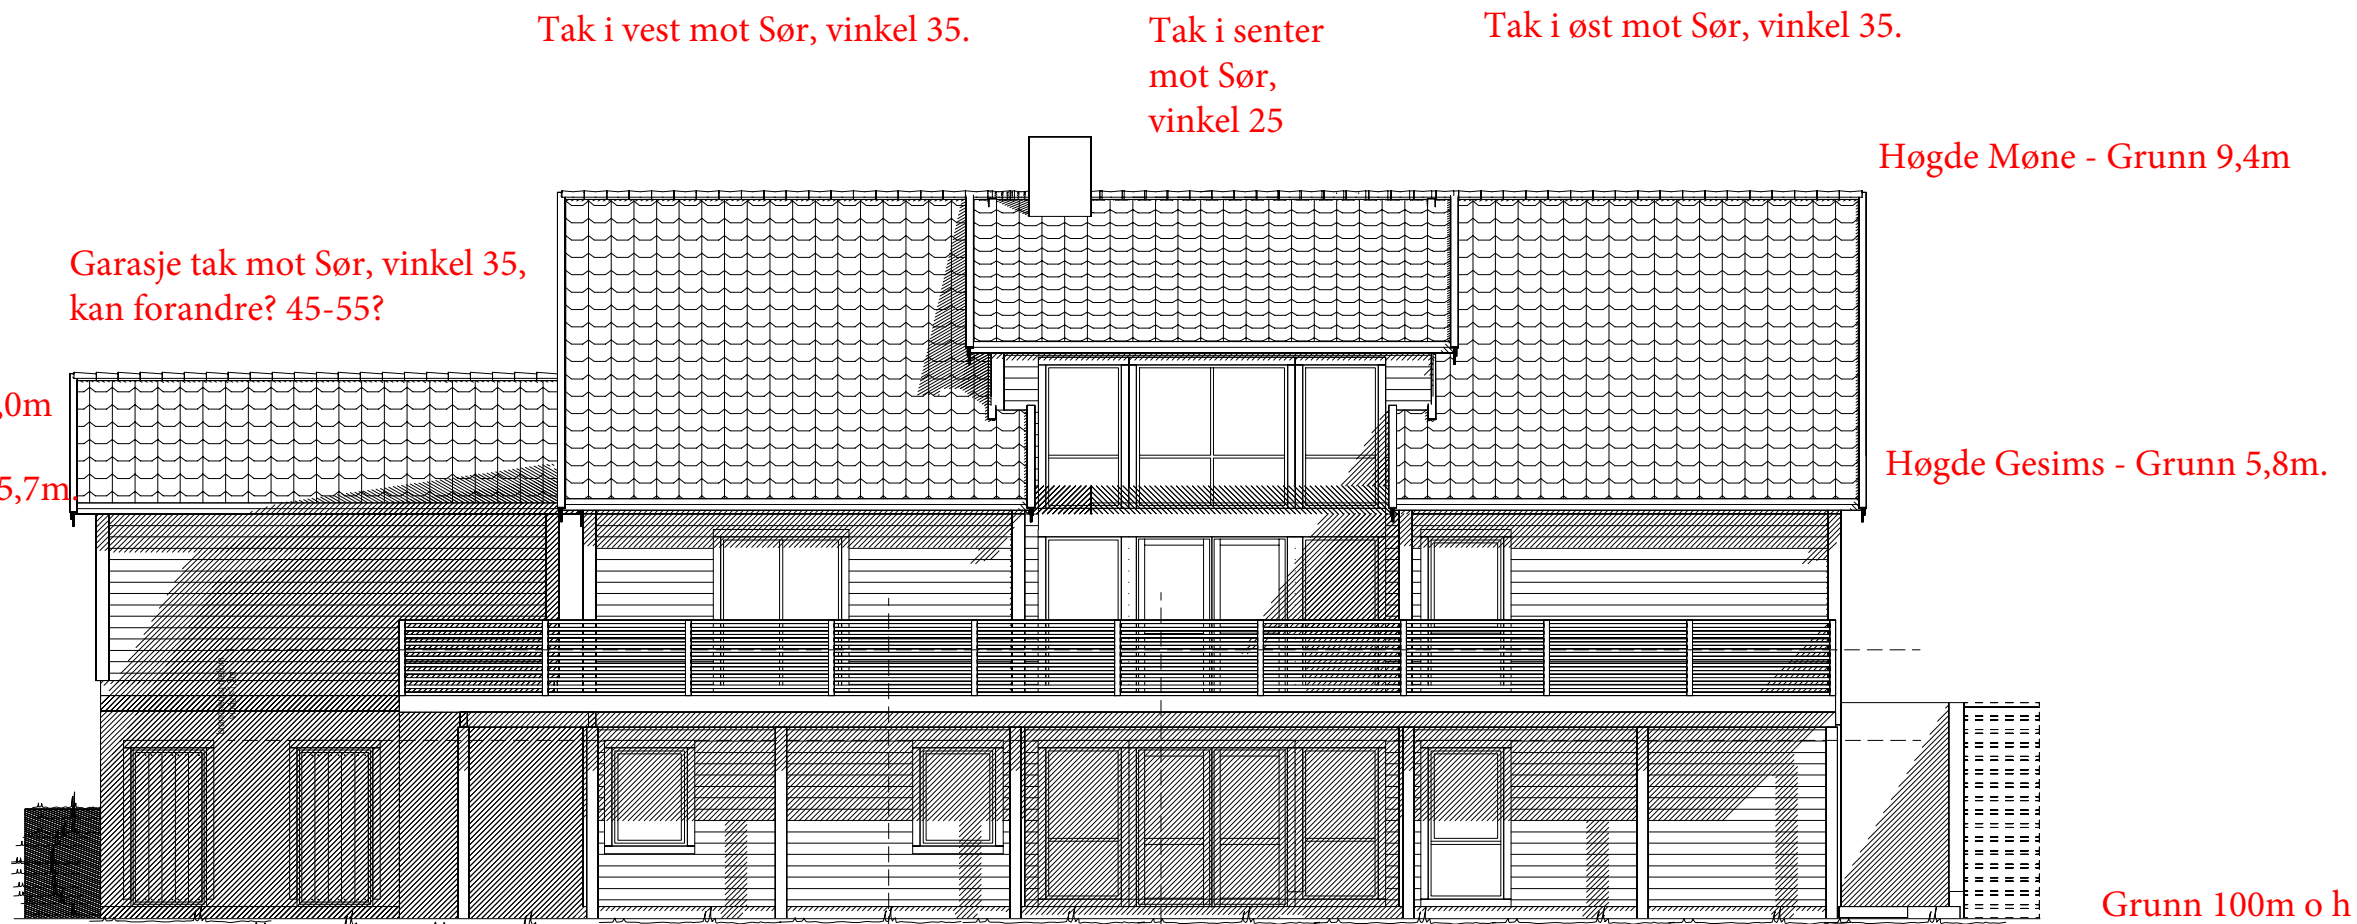 Tak i vest mot Sør, vinkel 35.
Tak i senter
mot Sør,
vinkel 25
Tak i øst mot Sør, vinkel 35.
Høgde Møne - Grunn 9,4m
Garasje tak mot Sør, vinkel 35,
kan forandre? 45-55?
,0m
5,7m.
Høgde Gesims - Grunn 5,8m.
Grunn 100m o h